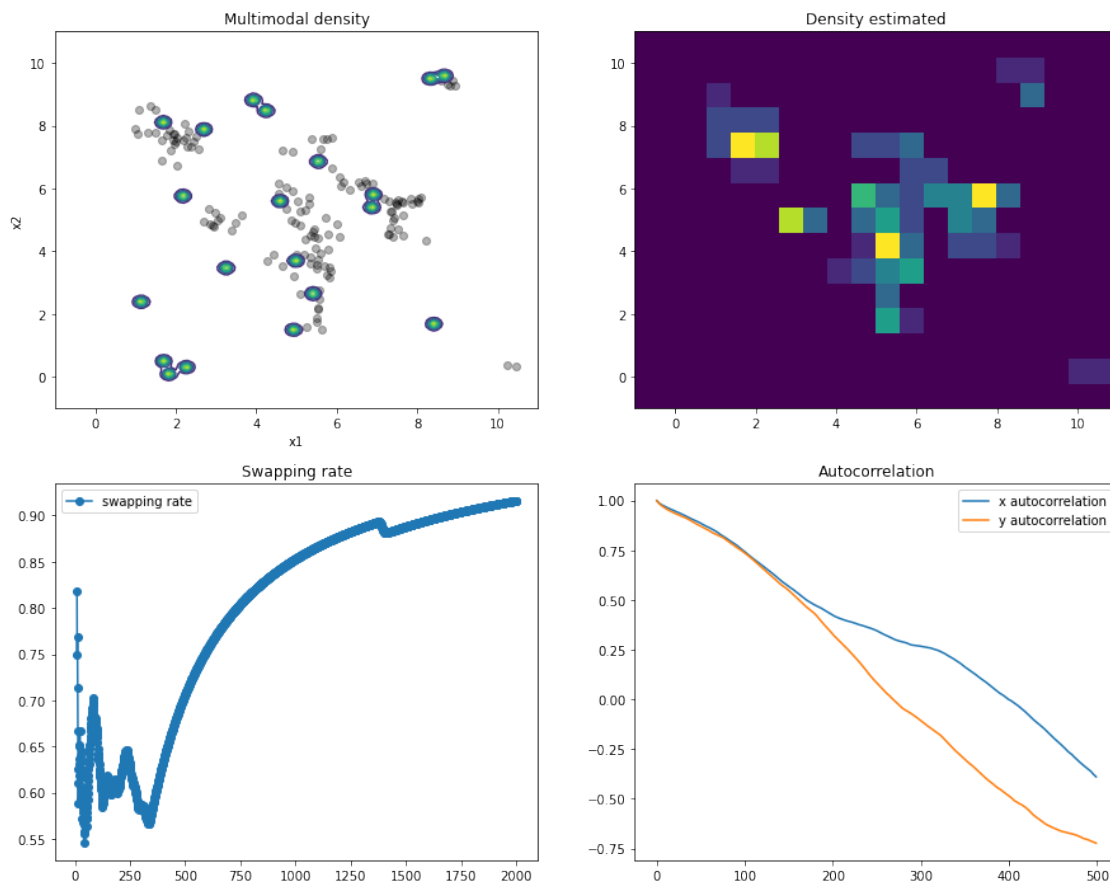 Multimodal density
10
8
6
4
2
0
x2
0 2 4 6 8 10
x1
Density estimated
10
8
6
4
2
0
0 2 4 6 8 10
Swapping rate
swapping rate
0.90
0.85
0.80
0.75
0.70
0.65
0.60
0.55
0 250 500 750 1000 1250 1500 1750 2000
Autocorrelation
x autocorrelation
y autocorrelation
1.00
0.75
0.50
0.25
0.00
−0.25
−0.50
−0.75
0 100 200 300 400 500